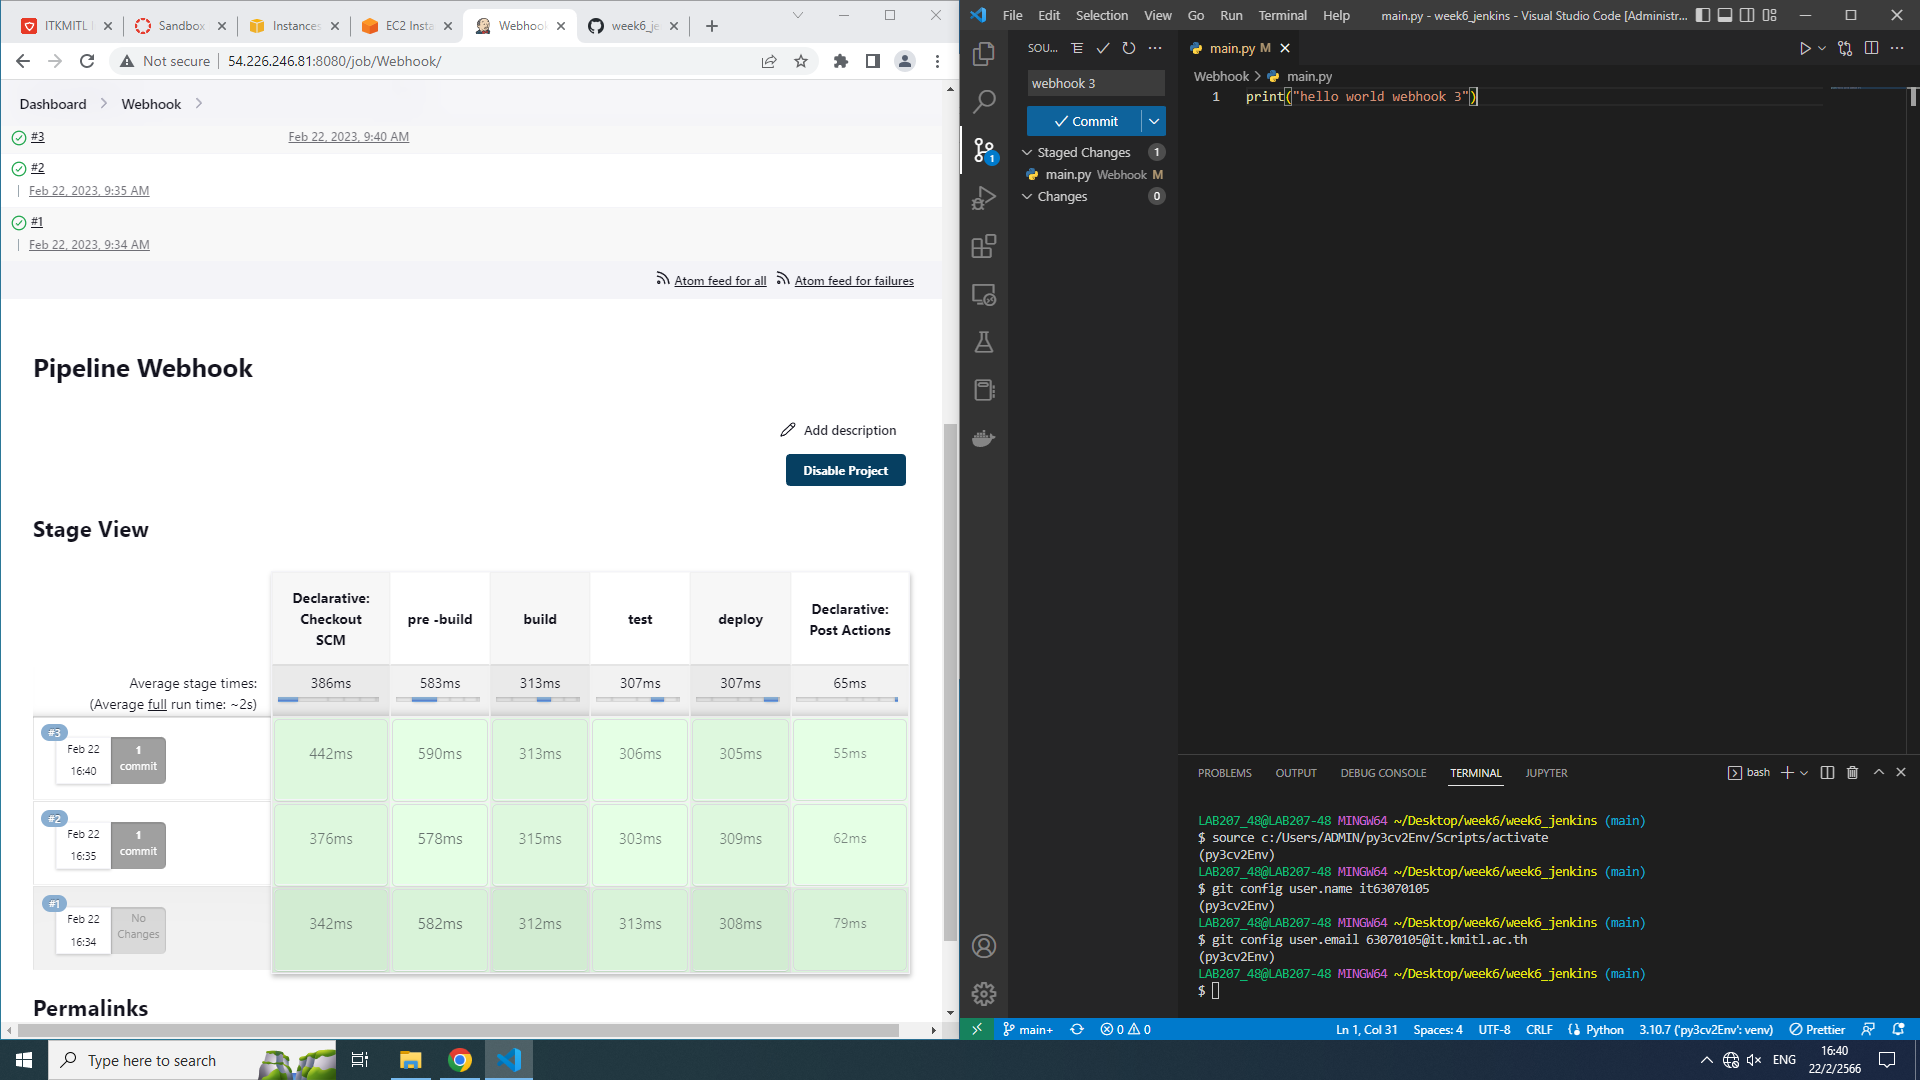 ITKMITL
Sandbox
Instances
EC2 Insta
Webhook
week6_je
Not secure
54.226.246.81:8080/job/Webhook/
Dashboard
Webhook
#3
Feb 22, 2023, 9:40 AM
#2
Feb 22, 2023, 9:35 AM
#1
Feb 22, 2023, 9:34 AM
Atom feed for all
Atom feed for failures
Pipeline Webhook
Add description
Disable Project
Stage View
Declarative: Checkout SCM
pre -build
build
test
deploy
Declarative: Post Actions
Average stage times:
386ms 583ms 313ms 307ms 307ms 65ms
(Average full run time: ~2s)
#3
Feb 22
16:40
1 commit
442ms 590ms 313ms 306ms 305ms 55ms
#2
Feb 22
16:35
1 commit
376ms 578ms 315ms 303ms 309ms 62ms
#1
Feb 22
16:34
No Changes
342ms 582ms 312ms 313ms 308ms 79ms
Permalinks
File Edit Selection View Go Run Terminal Help
main.py - week6_jenkins - Visual Studio Code [Administr...
SOU...
webhook 3
Commit
Staged Changes 1
main.py Webhook M
Changes 0
1
main.py M
Webhook > main.py
1 print("hello world webhook 3")
PROBLEMS OUTPUT DEBUG CONSOLE TERMINAL JUPYTER
bash
LAB207_48@LAB207-48 MINGW64 ~/Desktop/week6/week6_jenkins (main)
$ source c:/Users/ADMIN/py3cv2Env/Scripts/activate
(py3cv2Env)
LAB207_48@LAB207-48 MINGW64 ~/Desktop/week6/week6_jenkins (main)
$ git config user.name it63070105
(py3cv2Env)
LAB207_48@LAB207-48 MINGW64 ~/Desktop/week6/week6_jenkins (main)
$ git config user.email 63070105@it.kmitl.ac.th
(py3cv2Env)
LAB207_48@LAB207-48 MINGW64 ~/Desktop/week6/week6_jenkins (main)
$
main+
0 0
Ln 1, Col 31
Spaces: 4
UTF-8
CRLF
Python
3.10.7 ('py3cv2Env': venv)
Prettier
Type here to search
ENG
16:40
22/2/2566